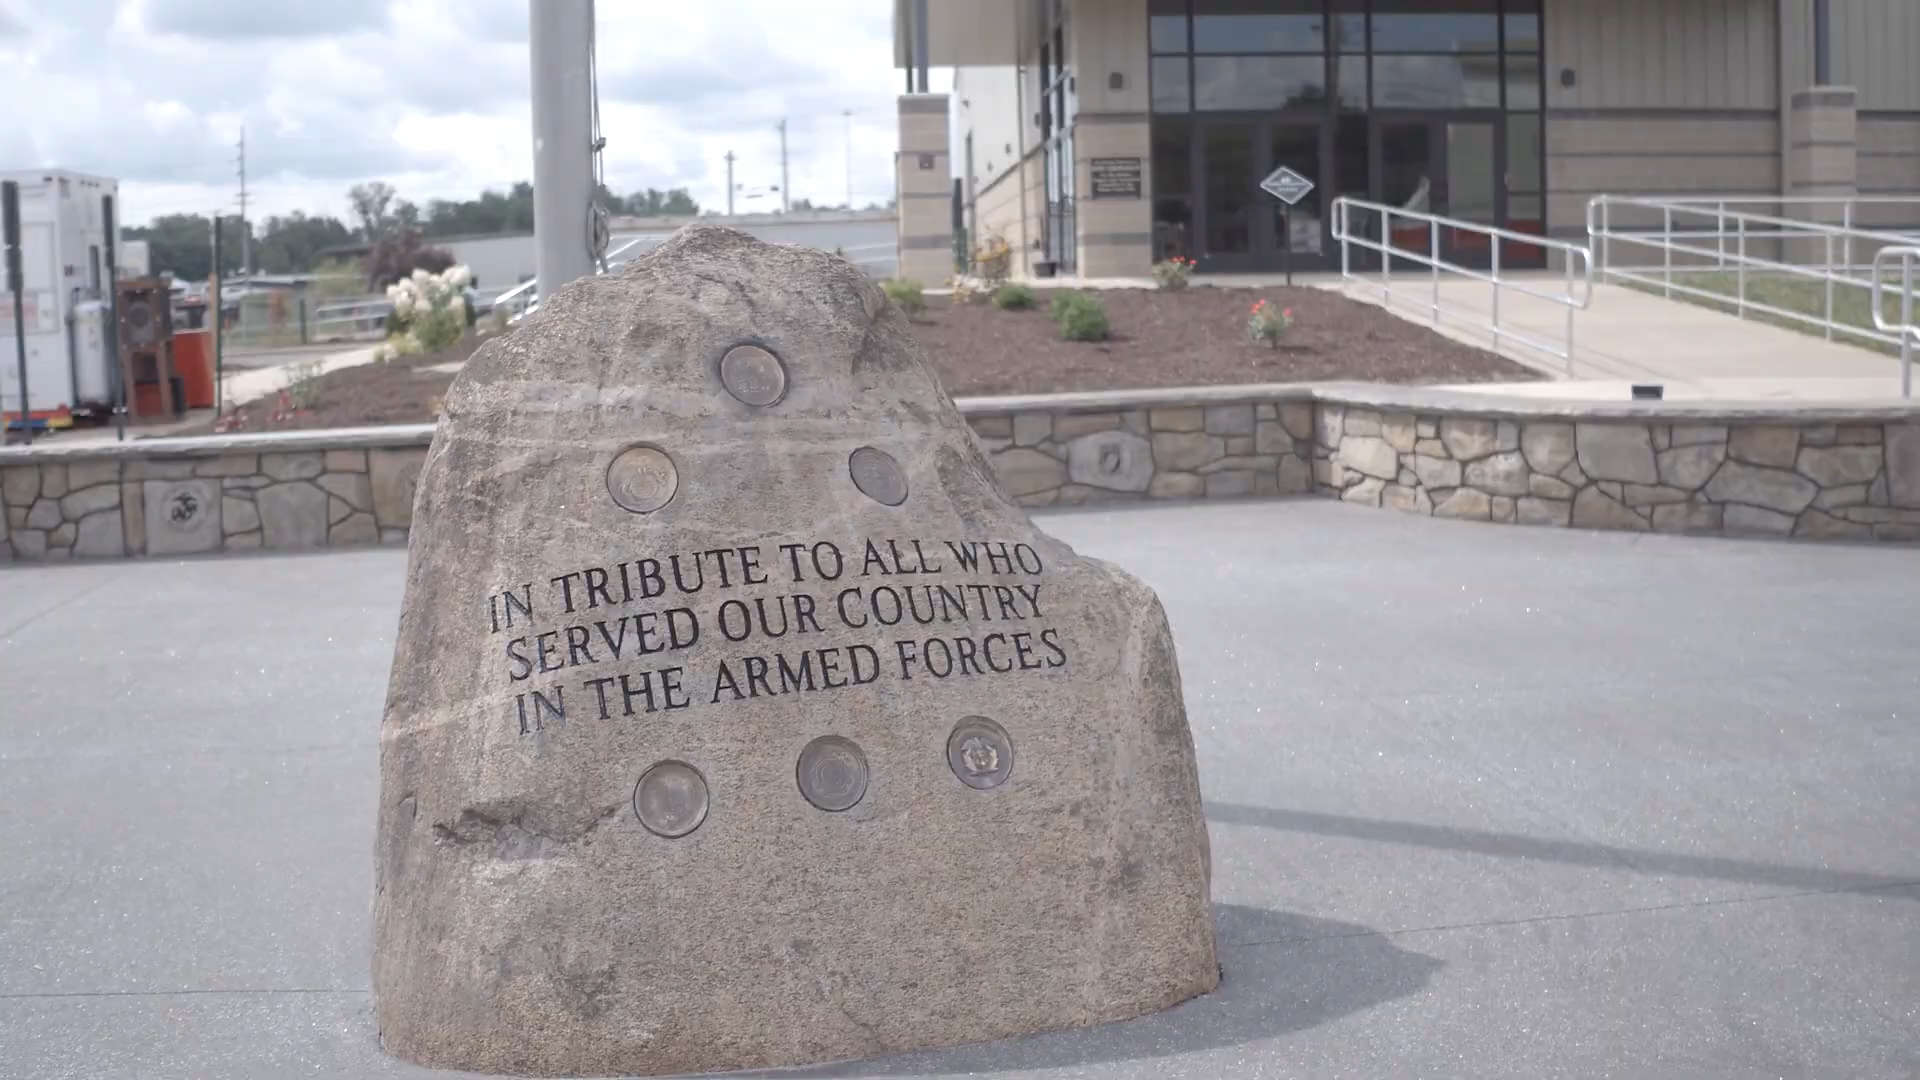 IN TRIBUTE TO ALL WHO
SERVED OUR COUNTRY
IN THE ARMED FORCES